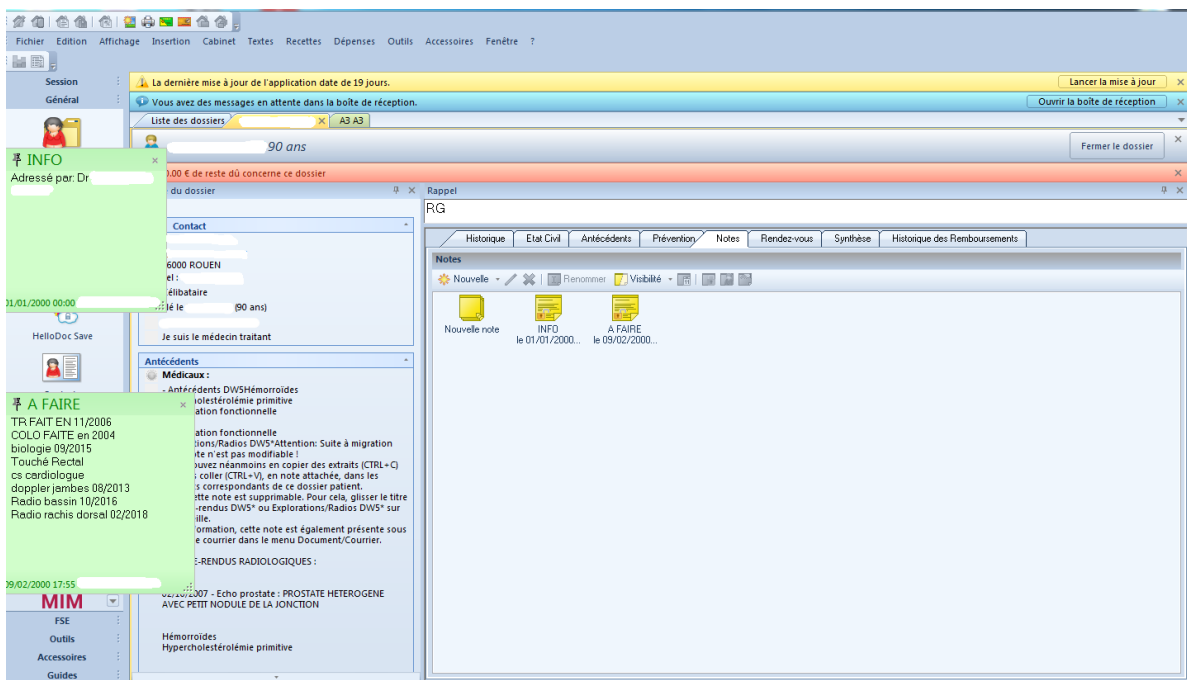 Fichier Edition Affichage Insertion Cabinet Textes Recettes Dépenses Outils Accessoires Fenêtre ?
Session
Général
La dernière mise à jour de l'application date de 19 jours.
Lancer la mise à jour
Vous avez des messages en attente dans la boîte de réception.
Ouvrir la boîte de réception
Liste des dossiers
A3 A3
90 ans
Fermer le dossier
0.00 € de reste dû concerne ce dossier
INFO
Adressé par: Dr
01/01/2000 00:00
HelloDoc Save
A FAIRE
TR FAIT EN 11/2006
COLO FAITE en 2004
biologie 09/2015
Touché Rectal
cs cardiologue
doppler jambes 08/2013
Radio bassin 10/2016
Radio rachis dorsal 02/2018
09/02/2000 17:55
MIM
FSE
Outils
Accessoires
Guides
du dossier
Contact
6000 ROUEN
el :
élibataire
lé le (90 ans)
Je suis le médecin traitant
Antécédents
Médicaux :
- Antécédents DW5Hémorroïdes
holestérolémie primitive
ation fonctionnelle
ation fonctionnelle
tions/Radios DW5*Attention: Suite à migration
te n'est pas modifiable !
ouvez néanmoins en copier des extraits (CTRL+C)
coller (CTRL+V), en note attachée, dans les
s correspondants de ce dossier patient.
ette note est supprimable. Pour cela, glisser le titre
-rendus DW5* ou Explorations/Radios DW5* sur
ille.
ormation, cette note est également présente sous
e courrier dans le menu Document/Courrier.
E-RENDUS RADIOLOGIQUES :
02/10/2007 - Echo prostate : PROSTATE HETEROGENE
AVEC PETIT NODULE DE LA JONCTION
Hémorroïdes
Hypercholestérolémie primitive
Rappel
RG
Historique Etat Civil Antécédents Prévention Notes Rendez-vous Synthèse Historique des Remboursements
Notes
Nouvelle Renommer Visibilité
Nouvelle note
INFO
le 01/01/2000...
A FAIRE
le 09/02/2000...